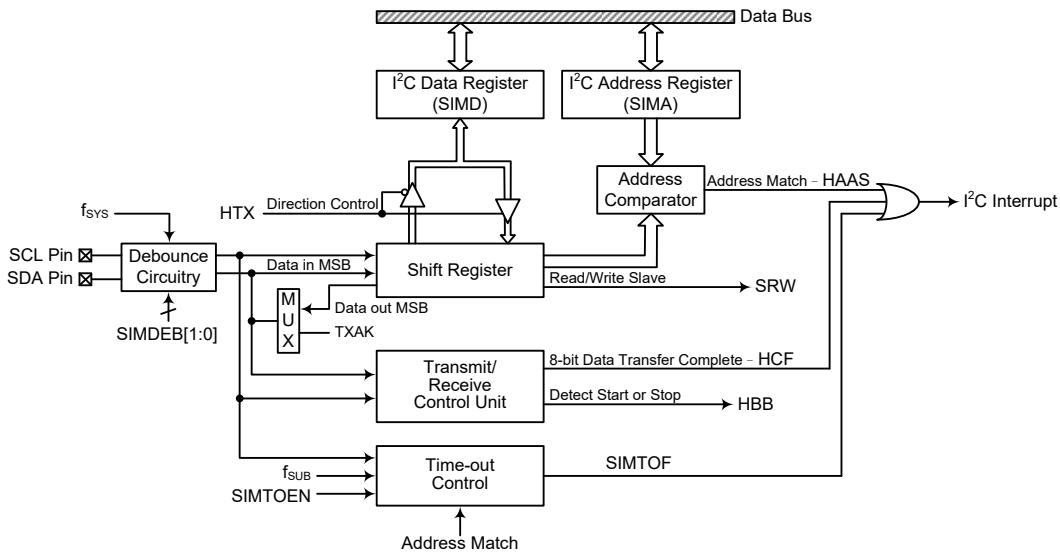 Data Bus
I²C Data Register
(SIMD)
I²C Address Register
(SIMA)
Address
Comparator
Address Match – HAAS
I²C Interrupt
HTX
Direction Control
fSYS
SCL Pin
SDA Pin
Debounce
Circuitry
SIMDEB[1:0]
Data in MSB
Shift Register
Read/Write Slave
SRW
M
U
X
Data out MSB
TXAK
Transmit/
Receive
Control Unit
8-bit Data Transfer Complete – HCF
Detect Start or Stop
HBB
Time-out
Control
SIMTOF
fSUB
SIMTOEN
Address Match